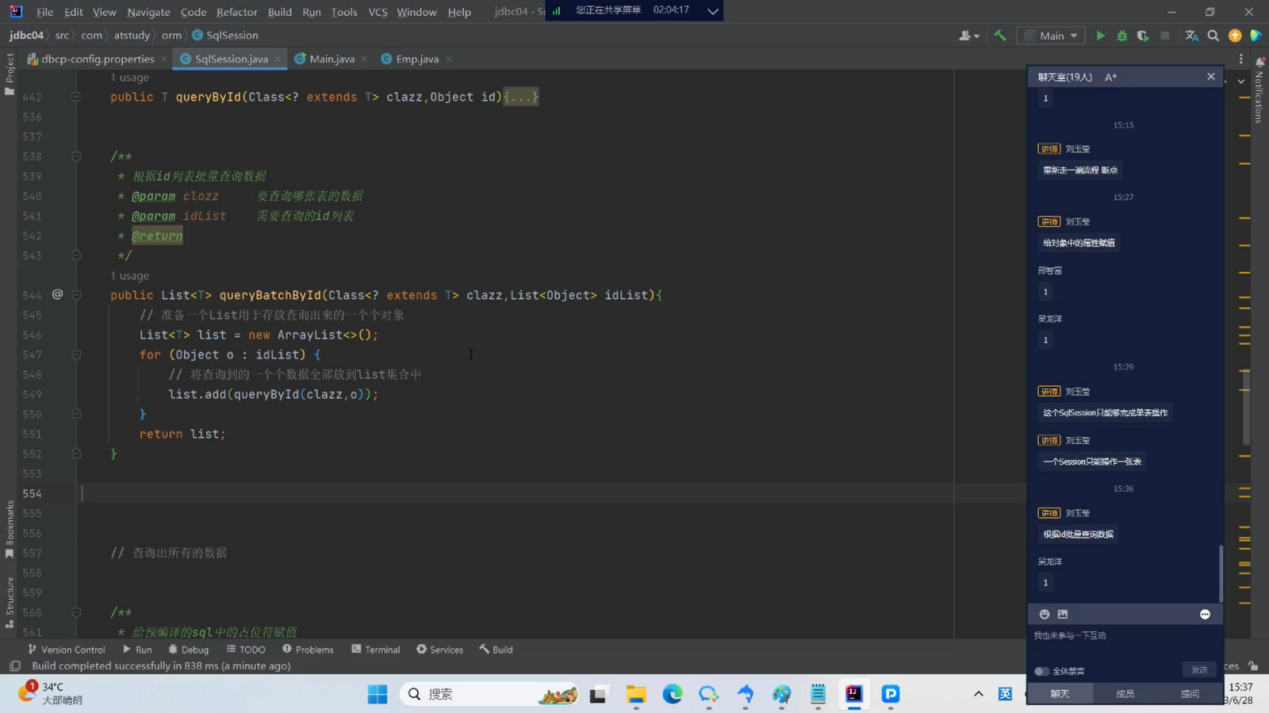 File Edit View Navigate Code Refactor Build Run Tools VCS Window Help jdbc04 - S
您正在共享屏幕 02:04:17
jdbc04 src com atstudy orm SqlSession
Main
dbcp-config.properties SqlSession.java Main.java Emp.java
Project
Notifications
1 usage
442 public T queryById(Class<? extends T> clazz,Object id){...}
536
537
538 /**
539 * 根据id列表批量查询数据
540 * @param clazz 要查询哪张表的数据
541 * @param idList 需要查询的id列表
542 * @return
543 */
1 usage
544 @ public List<T> queryBatchById(Class<? extends T> clazz,List<Object> idList){
545 // 准备一个List用于存放查询出来的一个个对象
546 List<T> list = new ArrayList<>();
547 for (Object o : idList) {
548 // 将查询到的一个个数据全部放到list集合中
549 list.add(queryById(clazz,o));
550 }
551 return list;
552 }
553
554
555
556
557 // 查询出所有的数据
558
559
560 /**
561 * 给预编译的sql中的占位符赋值
Bookmarks
Structure
聊天室(19人) A+
1
15:15
讲师 刘玉莹
重新走一遍流程 断点
15:27
讲师 刘玉莹
给对象中的属性赋值
邢智富
1
吴龙洋
1
15:29
讲师 刘玉莹
这个SqlSession只能够完成单表操作
讲师 刘玉莹
一个Session只能操作一张表
15:36
讲师 刘玉莹
根据id批量查询数据
吴龙洋
1
我也来参与一下互动
全体禁言 发送
聊天 成员 提问
Version Control Run Debug TODO Problems Terminal Services Build
Build completed successfully in 838 ms (a minute ago)
ces
1
34°C
大部晴朗
搜索
英
15:37
3/6/28